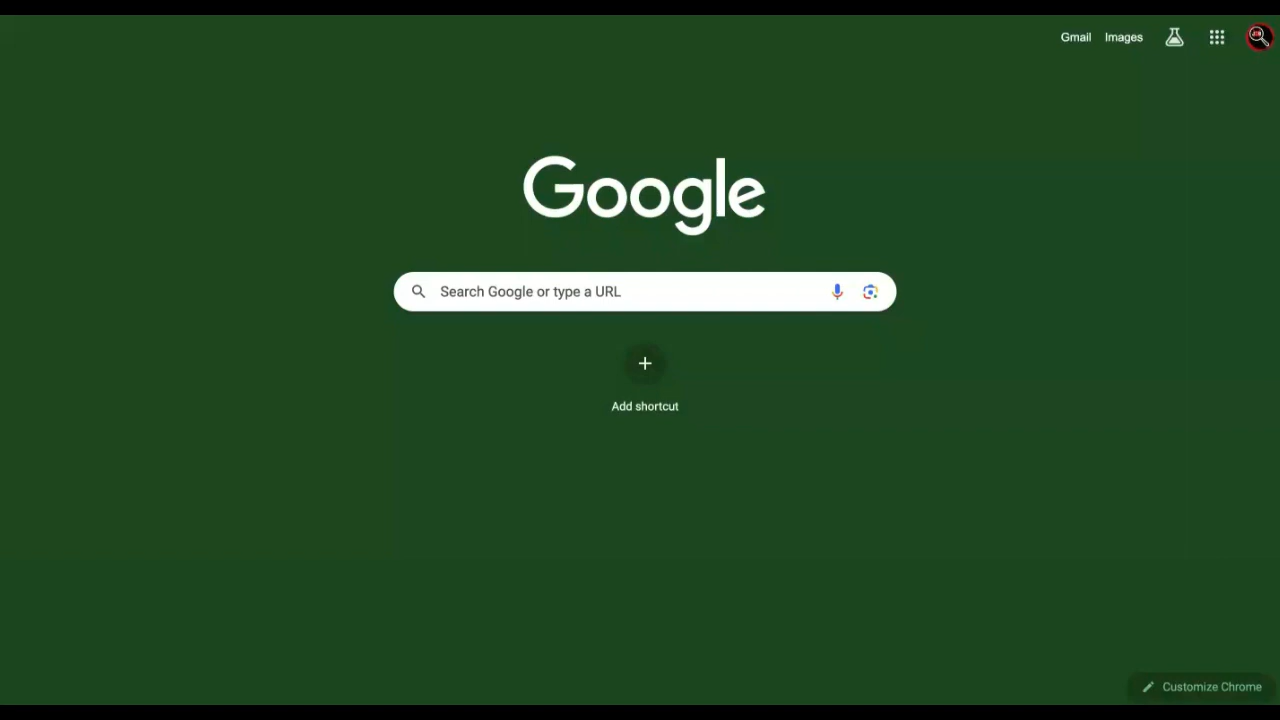 Gmail Images
Google
Search Google or type a URL
Add shortcut
Customize Chrome